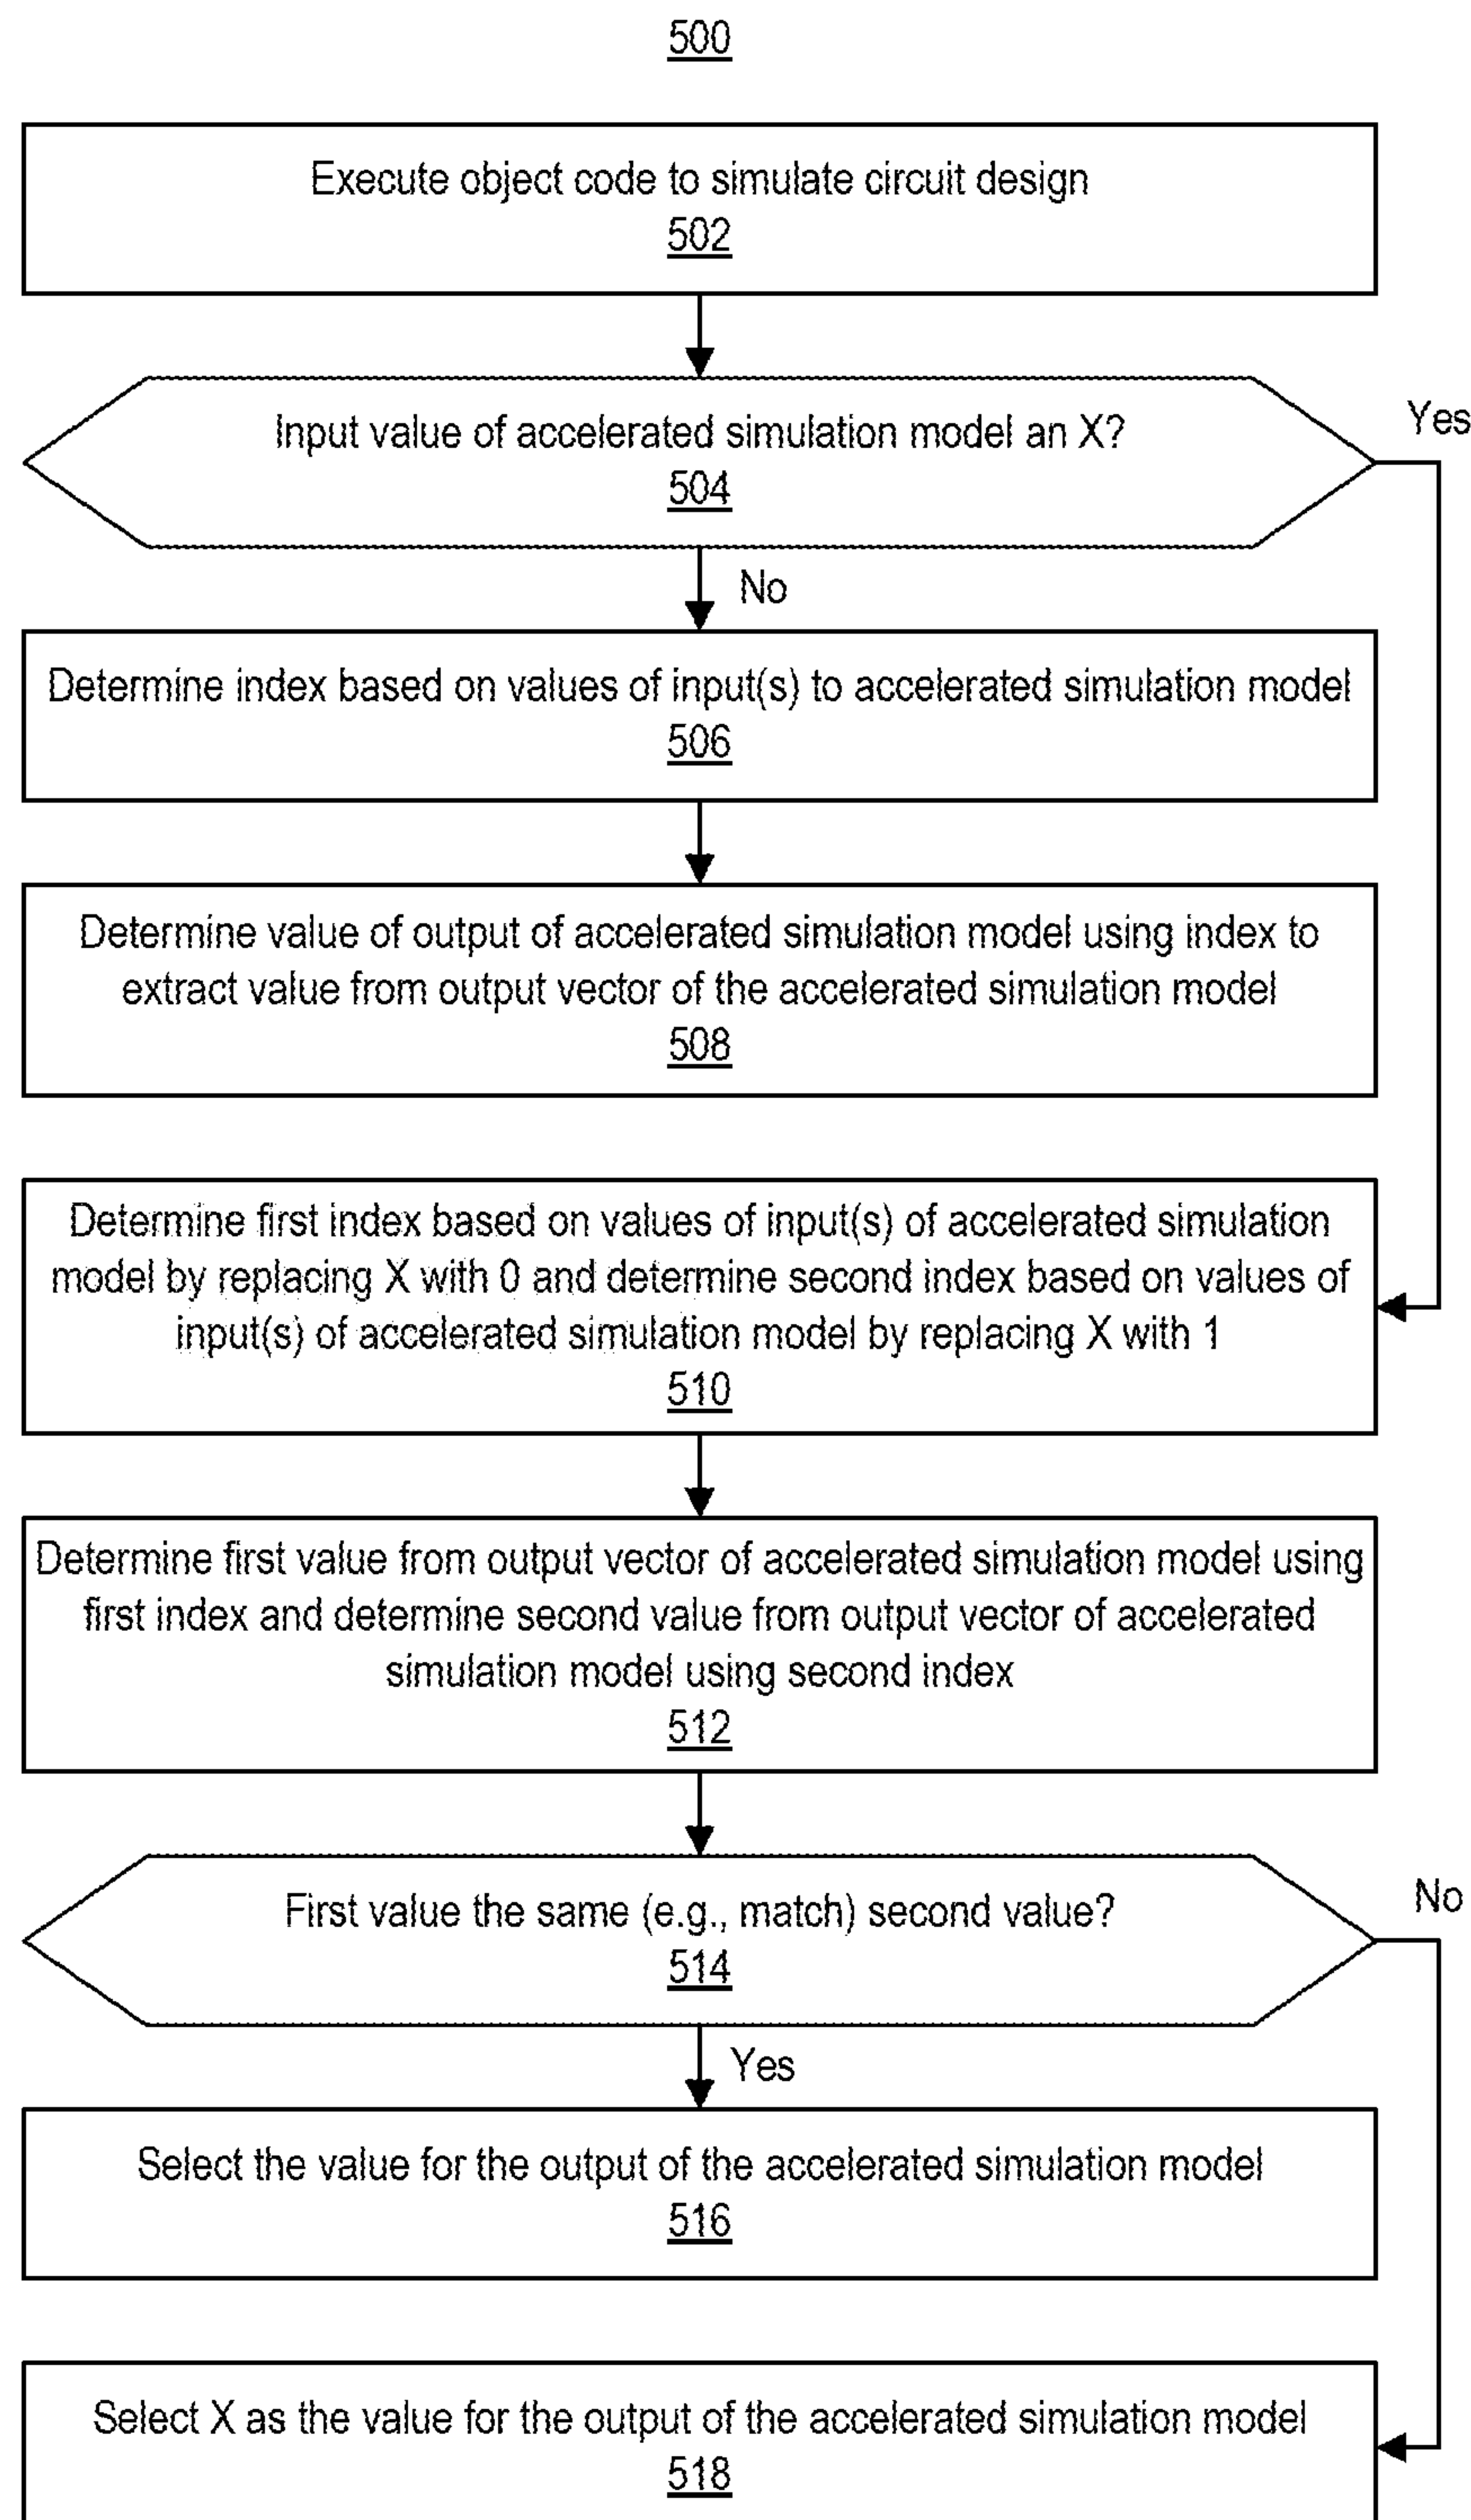 500
Execute object code to simulate circuit design
502
Input value of accelerated simulation model an X?
504
Yes
No
Determine index based on values of input(s) to accelerated simulation model
506
Determine value of output of accelerated simulation model using index to
extract value from output vector of the accelerated simulation model
508
Determine first index based on values of input(s) of accelerated simulation
model by replacing X with 0 and determine second index based on values of
input(s) of accelerated simulation model by replacing X with 1
510
Determine first value from output vector of accelerated simulation model using
first index and determine second value from output vector of accelerated
simulation model using second index
512
First value the same (e.g., match) second value?
514
No
Yes
Select the value for the output of the accelerated simulation model
516
Select X as the value for the output of the accelerated simulation model
518